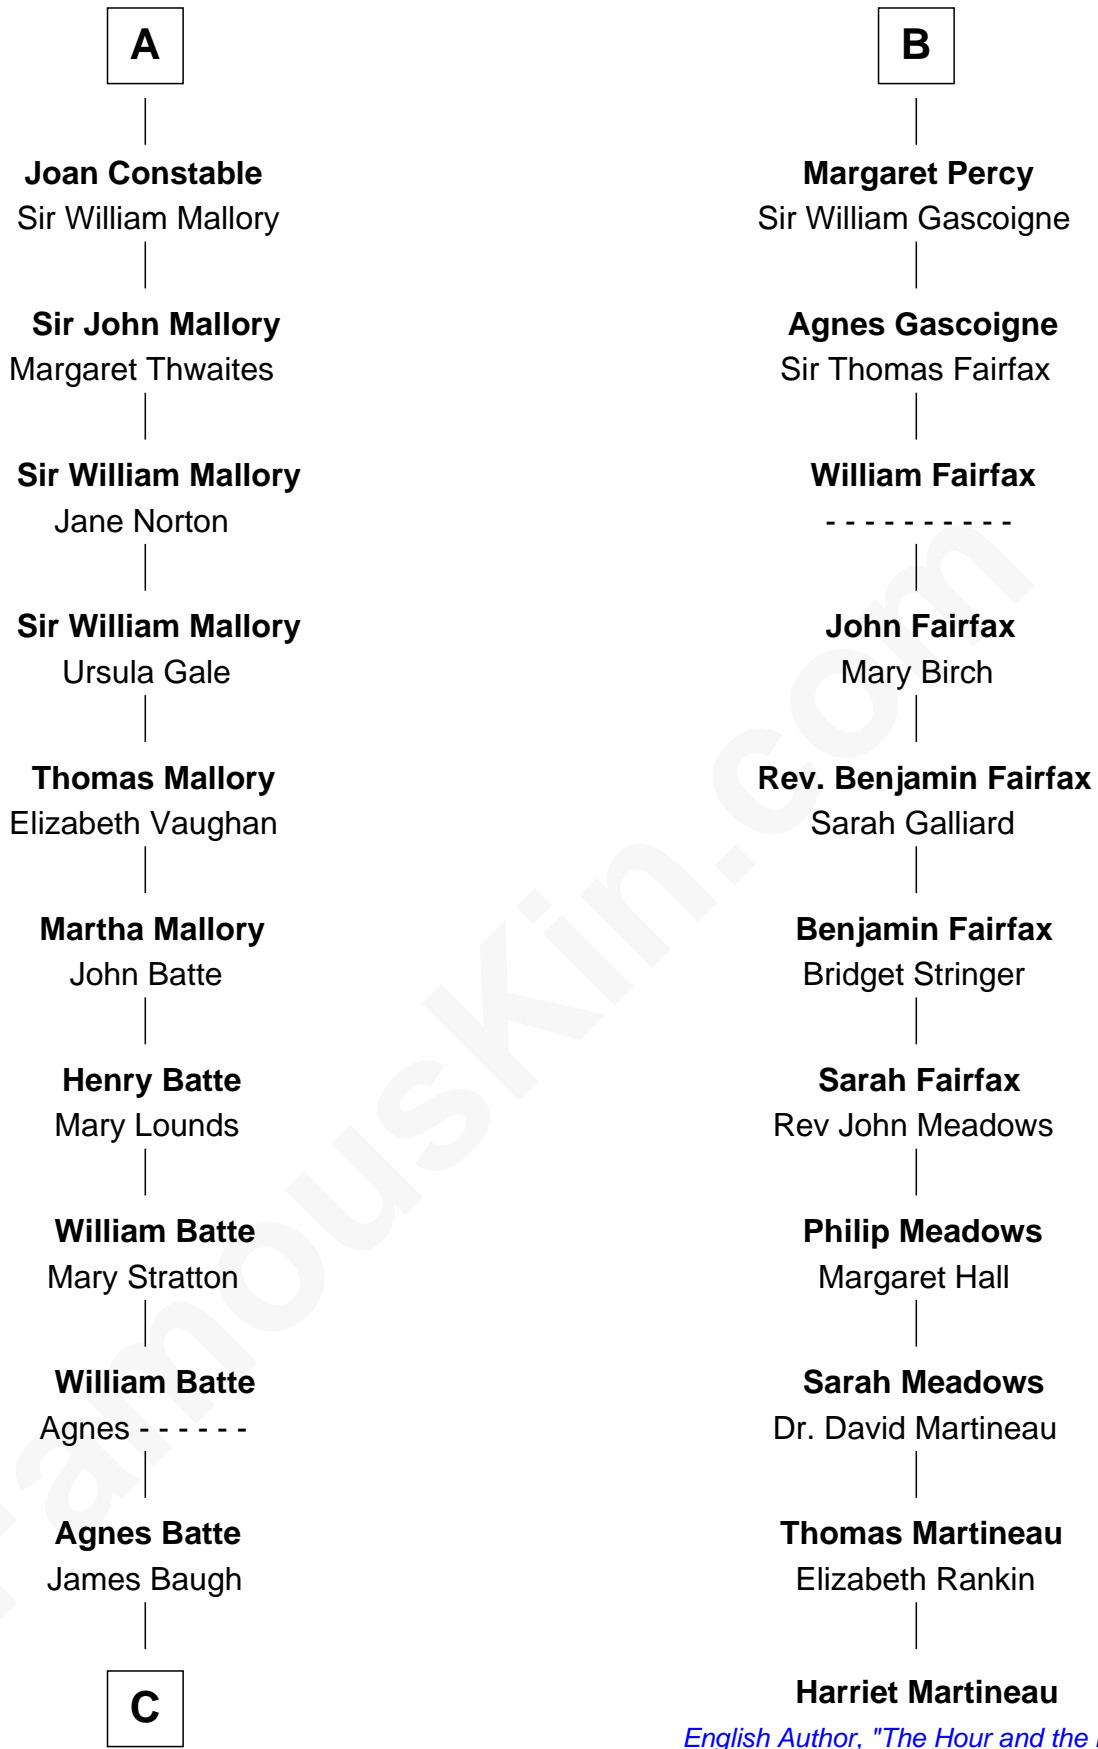 A
Joan Constable
Sir William Mallory
Sir John Mallory
Margaret Thwaites
Sir William Mallory
Jane Norton
Sir William Mallory
Ursula Gale
Thomas Mallory
Elizabeth Vaughan
Martha Mallory
John Batte
Henry Batte
Mary Lounds
William Batte
Mary Stratton
William Batte
Agnes - - - - - -
Agnes Batte
James Baugh
C
B
Margaret Percy
Sir William Gascoigne
Agnes Gascoigne
Sir Thomas Fairfax
William Fairfax
- - - - - - - - - -
John Fairfax
Mary Birch
Rev. Benjamin Fairfax
Sarah Galliard
Benjamin Fairfax
Bridget Stringer
Sarah Fairfax
Rev John Meadows
Philip Meadows
Margaret Hall
Sarah Meadows
Dr. David Martineau
Thomas Martineau
Elizabeth Rankin
Harriet Martineau
English Author, "The Hour and the
FamousKin.com